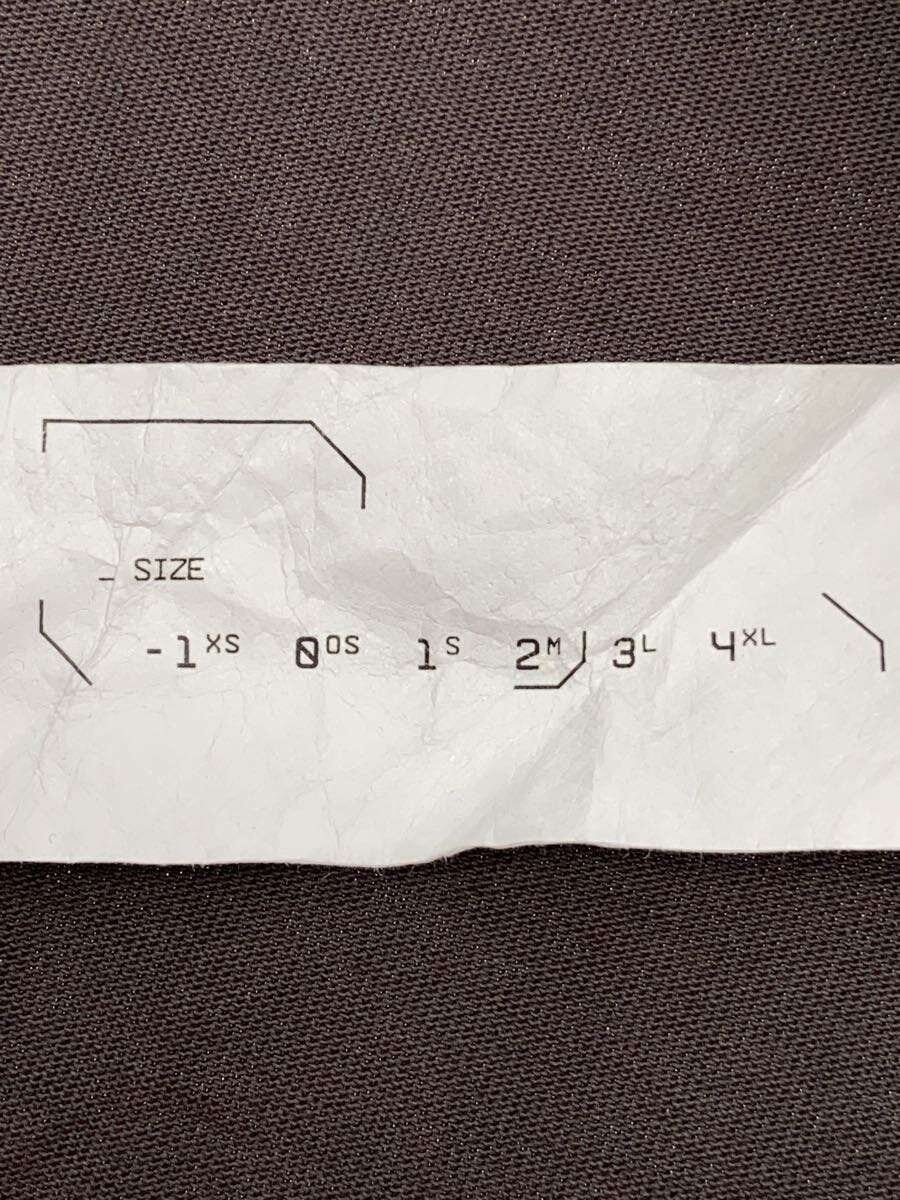 _ SIZE
-1XS 0OS 1S 2M 3L 4XL